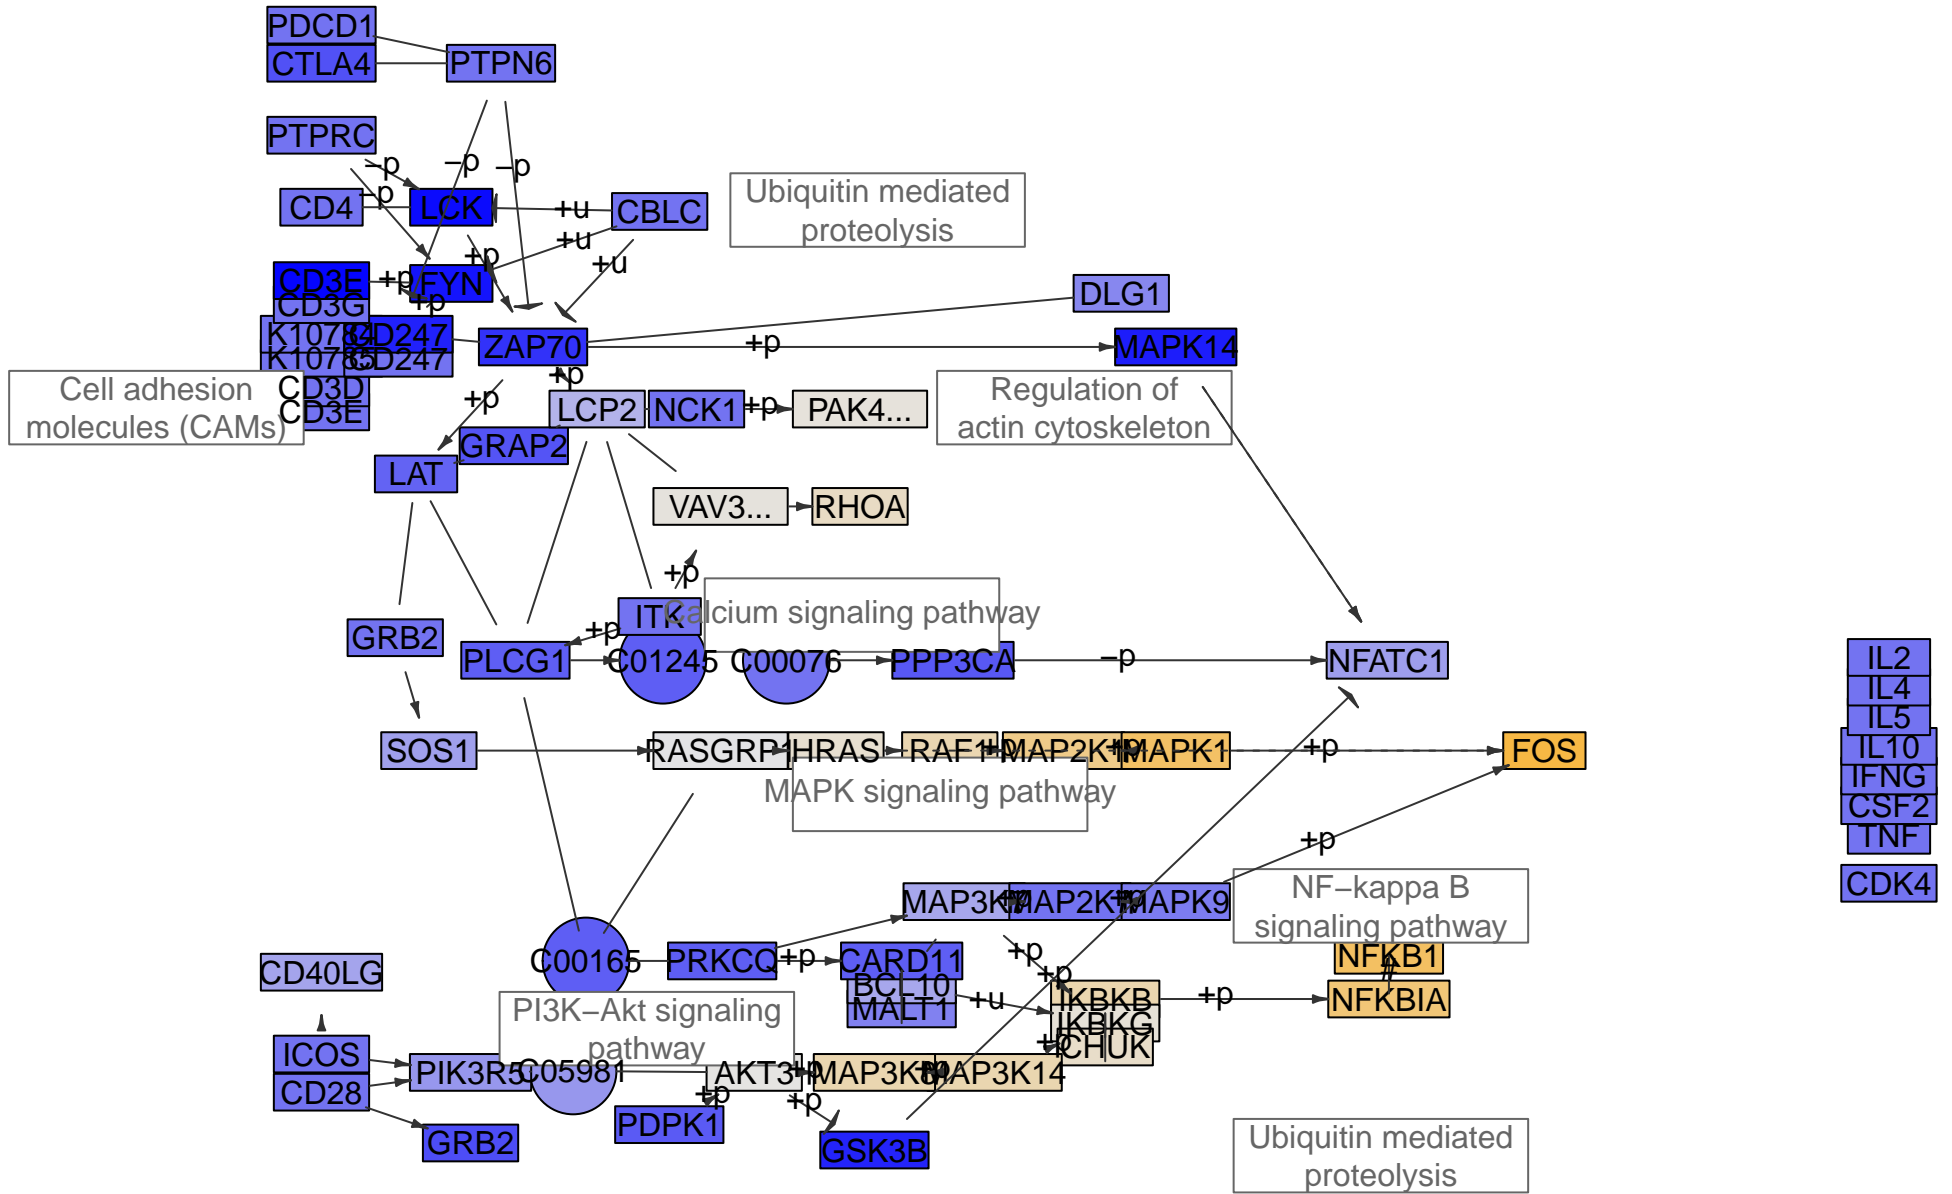 PDCD1
CTLA4
PTPN6
PTPRC
−p
−p
−p
−p
CD4
LCK
+u
CBLC
Ubiquitin mediated
proteolysis
+u
+p
+u
CD3E
+p
FYN
+p
CD3G
DLG1
K10784
CD247
ZAP70
+p
MAPK14
K10785
CD247
Cell adhesion
molecules (CAMs)
CD3D
CD3E
+p
+p
LCP2
NCK1
+p
PAK4...
Regulation of
actin cytoskeleton
GRAP2
LAT
VAV3...
RHOA
+p
ITK
Calcium signaling pathway
GRB2
+p
PLCG1
C01245
C00076
PPP3CA
−p
NFATC1
IL2
IL4
IL5
IL10
IFNG
CSF2
TNF
CDK4
SOS1
RASGRP1
HRAS
RAF1
+p
+p
MAPK1
+p
FOS
MAPK signaling pathway
+p
+p
+p
MAPK9
NF−kappa B
signaling pathway
C00165
PRKCQ
+p
CARD11
+p
+p
NFKB1
CD40LG
BCL10
MALT1
+u
IKBKB
+p
NFKBIA
IKBKG
PI3K−Akt signaling
pathway
ICOS
CD28
PIK3R5
C05981
AKT3
+p
+p
MAP3K14
+p
CHUK
+p
+p
PDPK1
GRB2
GSK3B
Ubiquitin mediated
proteolysis